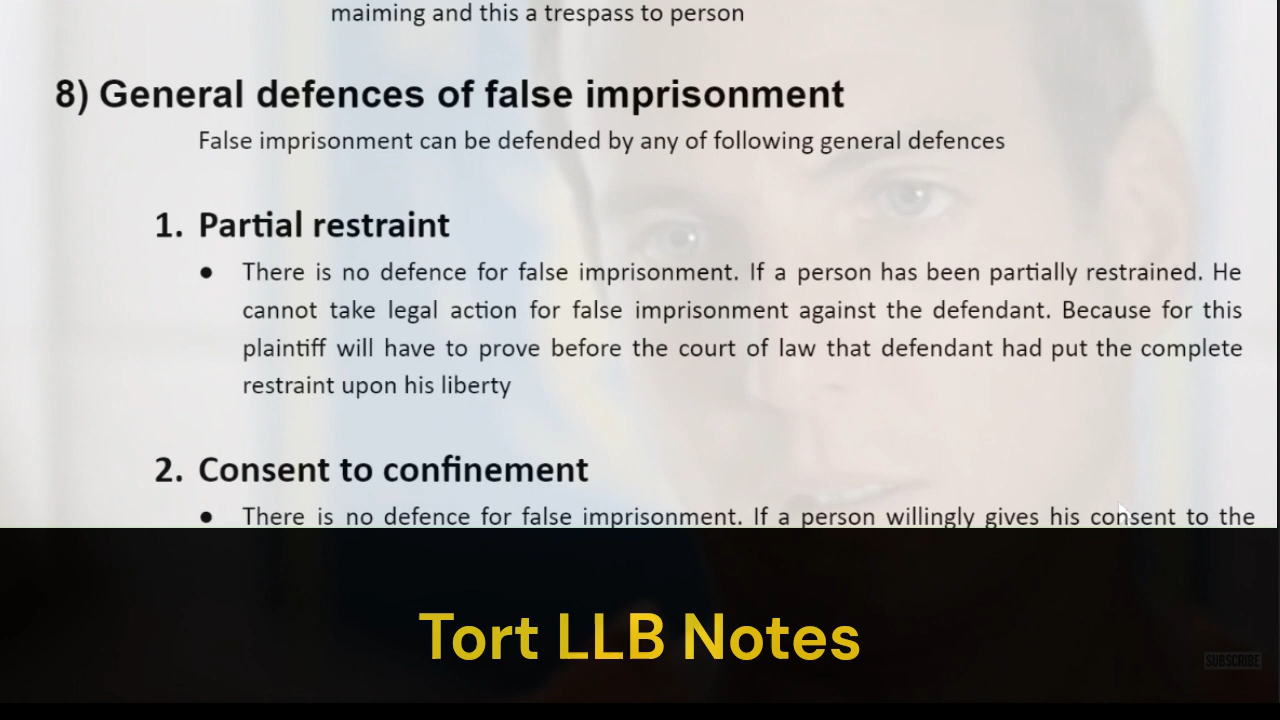 maiming and this a trespass to person
8) General defences of false imprisonment
False imprisonment can be defended by any of following general defences
1. Partial restraint
● There is no defence for false imprisonment. If a person has been partially restrained. He
cannot take legal action for false imprisonment against the defendant. Because for this
plaintiff will have to prove before the court of law that defendant had put the complete
restraint upon his liberty
2. Consent to confinement
● There is no defence for false imprisonment. If a person willingly gives his consent to the
Tort LLB Notes
SUBSCRIBE